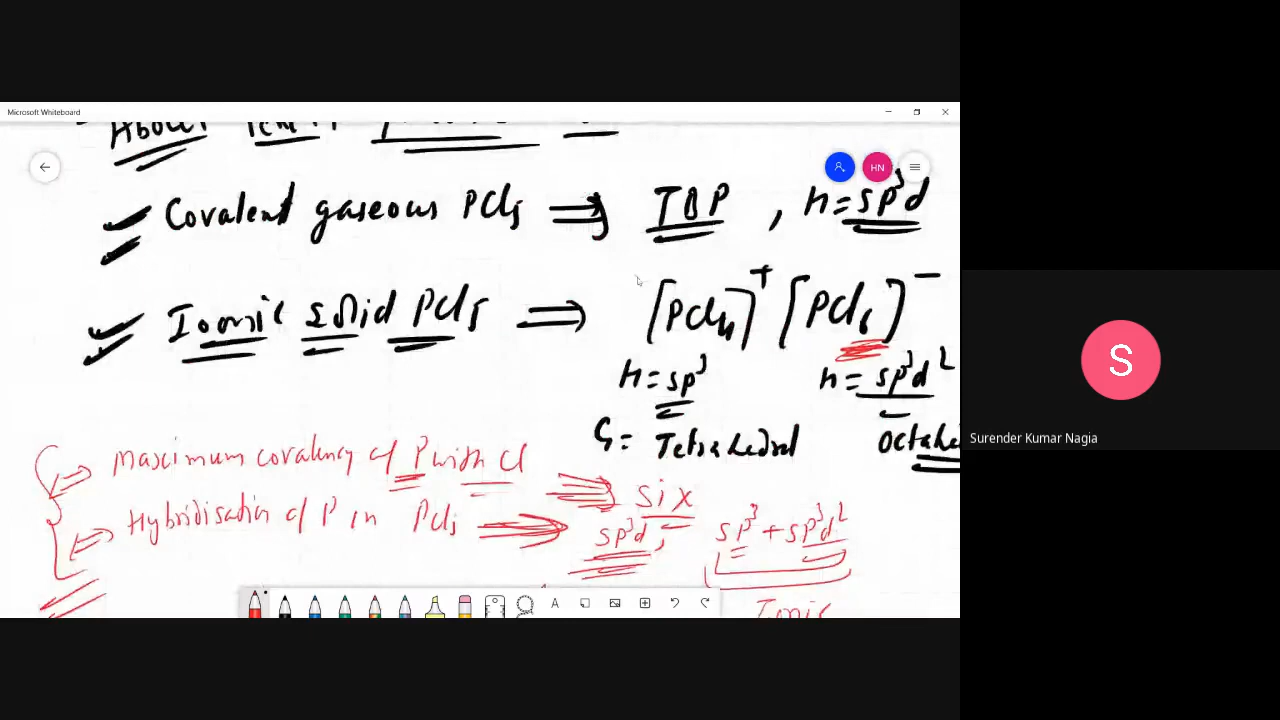 Microsoft Whiteboard
About
HN
Covalent gaseous PCl5 ⇒ TBP , h=sp³d
Ionic solid PCl5 ⇒ [PCl4]⁺ [PCl6]⁻
h=sp³ h=sp³d²
G= Tetrahedral Octahe
S
Surender Kumar Nagia
Maximum covalency of P with Cl ⇒ six
Hybridisation of P in PCl5 ⇒ sp³d, sp³+sp³d²
Ionic
A